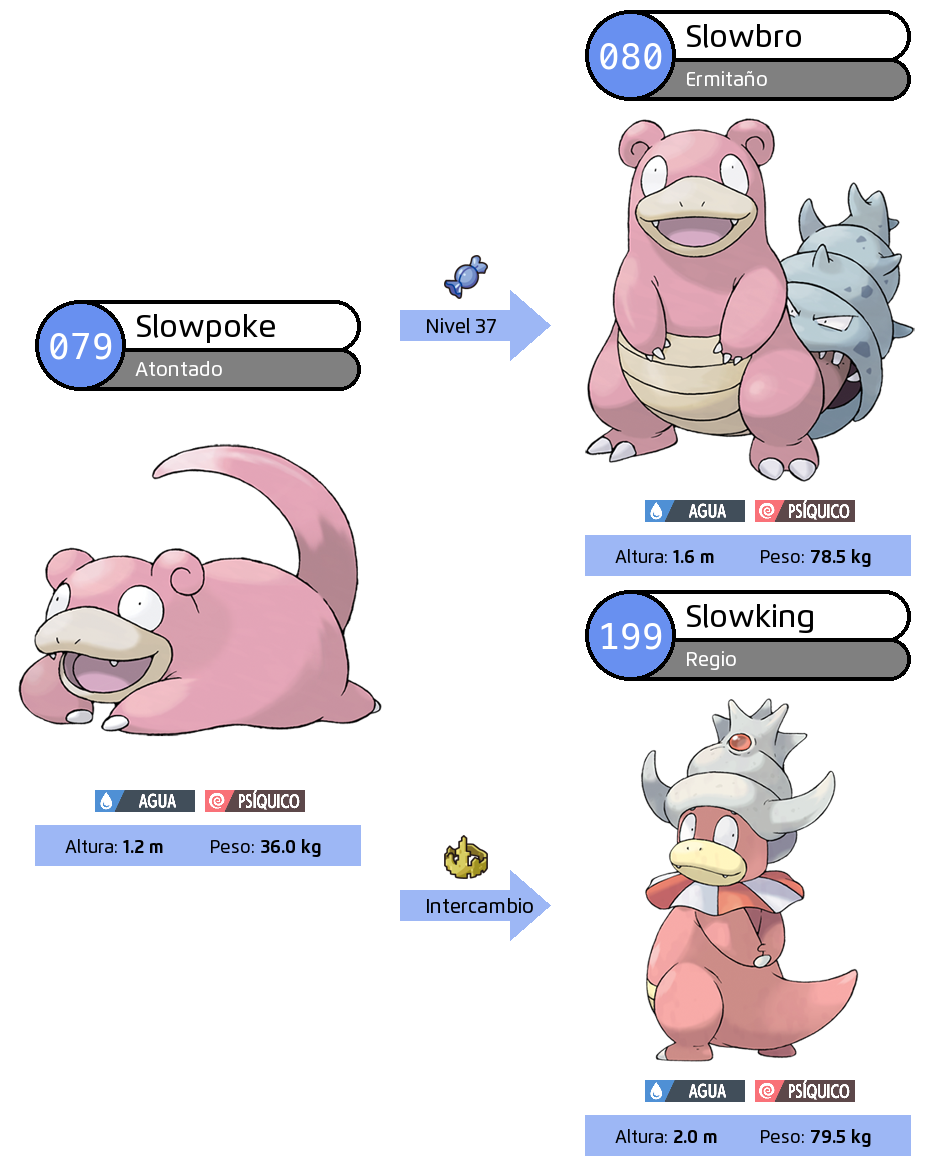 080
Slowbro
Ermitaño
079
Slowpoke
Atontado
Nivel 37
AGUA PSÍQUICO
Altura: 1.6 m Peso: 78.5 kg
199
Slowking
Regio
AGUA PSÍQUICO
Altura: 1.2 m Peso: 36.0 kg
Intercambio
AGUA PSÍQUICO
Altura: 2.0 m Peso: 79.5 kg